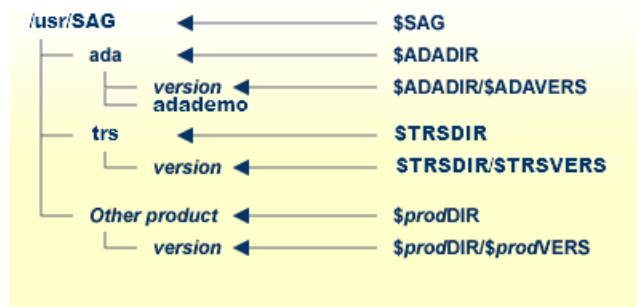 /usr/SAG $SAG
ada $ADADIR
version $ADADIR/$ADAVERS
adademo
trs $TRSDIR
version $TRSDIR/$TRSVERS
Other product $prodDIR
version $prodDIR/$prodVERS